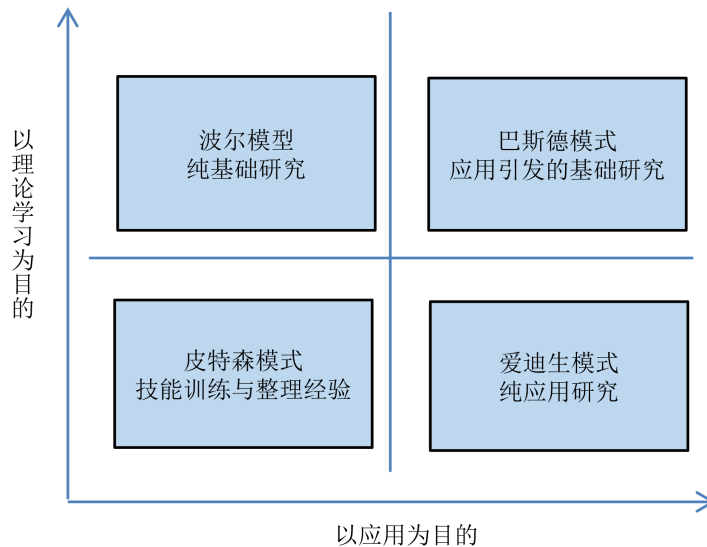 以理论学习为目的
波尔模型
纯基础研究
巴斯德模式
应用引发的基础研究
皮特森模式
技能训练与整理经验
爱迪生模式
纯应用研究
以应用为目的